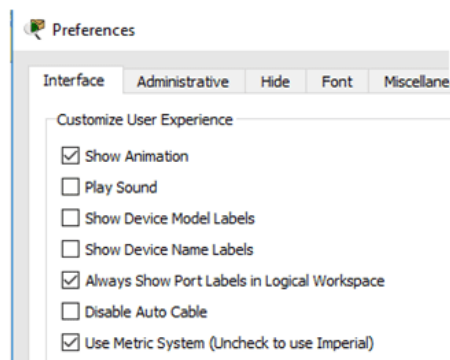 Preferences
Interface Administrative Hide Font Miscellane
Customize User Experience
Show Animation
Play Sound
Show Device Model Labels
Show Device Name Labels
Always Show Port Labels in Logical Workspace
Disable Auto Cable
Use Metric System (Uncheck to use Imperial)